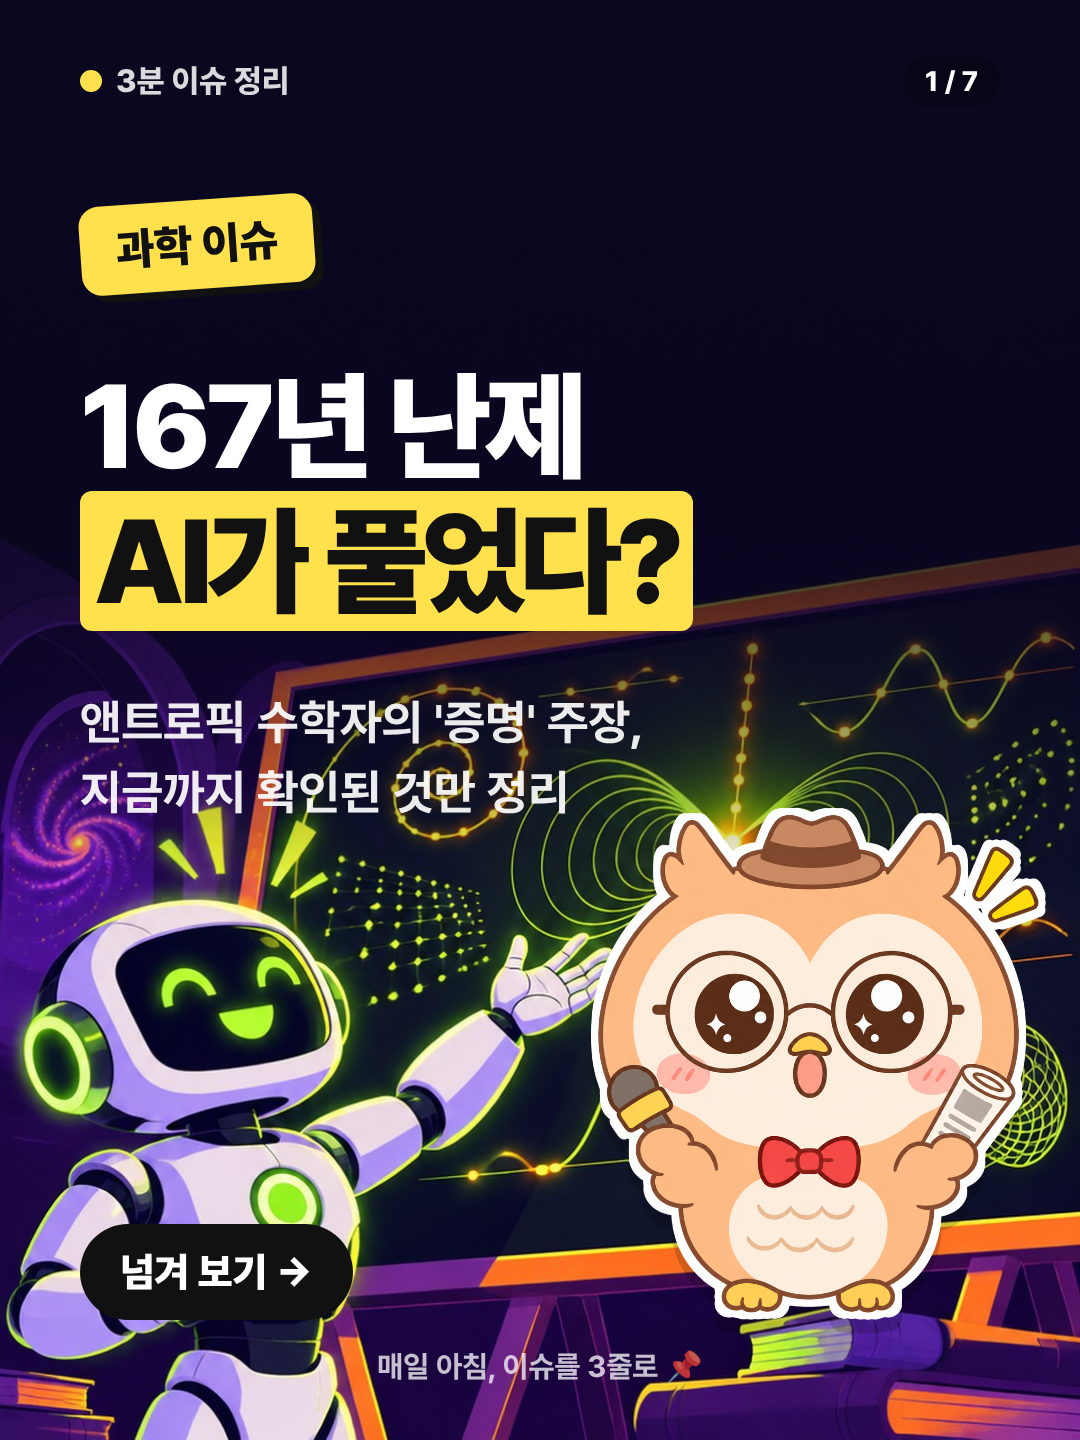 3분 이슈 정리
1 / 7
과학 이슈
167년 난제
AI가 풀었다?
앤트로픽 수학자의 '증명' 주장,
지금까지 확인된 것만 정리
넘겨 보기 →
매일 아침, 이슈를 3줄로 📌